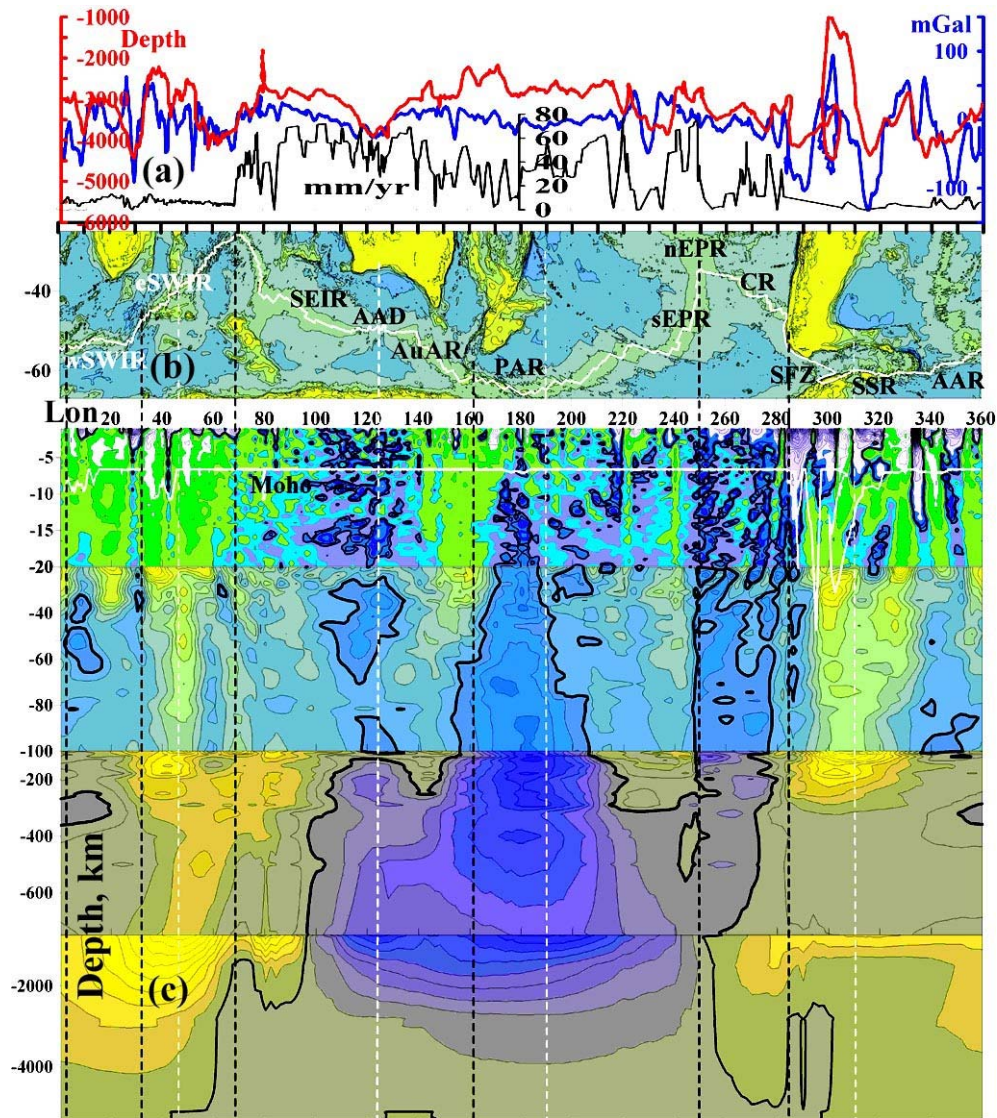 -1000 mGal
Depth
-2000 100
-3000 80 0
60
-4000 40
(a) mm/yr 20
-5000 0 -100
-6000
nEPR
-40 eSWIR SEIR CR
AAD sEPR
wSWIR (b) AuAR PAR
-60 SFZ SSR AAR
Lon 20 40 60 80 100 120 140 160 180 200 220 240 260 280 300 320 340 360
-5
Moho
-10
-15
-20
-40
-60
-80
-100
-200
-400
-600
Depth, km
-2000 (c)
-4000